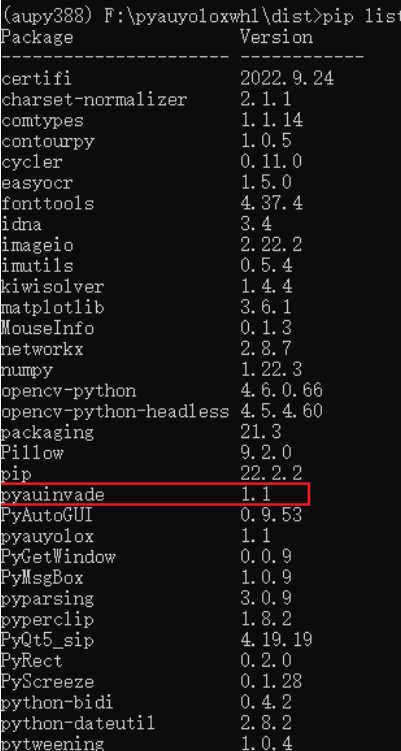 (aupy388) F:\pyauyoloxwhl\dist>pip list
Package Version
---------------------- ------------
certifi 2022.9.24
charset-normalizer 2.1.1
comtypes 1.1.14
contourpy 1.0.5
cycler 0.11.0
easyocr 1.5.0
fonttools 4.37.4
idna 3.4
imageio 2.22.2
imutils 0.5.4
kiwisolver 1.4.4
matplotlib 3.6.1
MouseInfo 0.1.3
networkx 2.8.7
numpy 1.22.3
opencv-python 4.6.0.66
opencv-python-headless 4.5.4.60
packaging 21.3
Pillow 9.2.0
pip 22.2.2
pyauinvade 1.1
PyAutoGUI 0.9.53
pyauyolox 1.1
PyGetWindow 0.0.9
PyMsgBox 1.0.9
pyparsing 3.0.9
pyperclip 1.8.2
PyQt5_sip 4.19.19
PyRect 0.2.0
PyScreeze 0.1.28
python-bidi 0.4.2
python-dateutil 2.8.2
pytweening 1.0.4